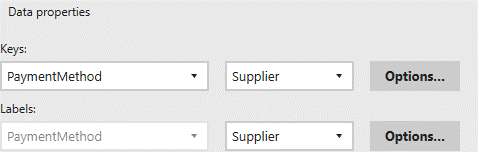 Data properties
Keys:
PaymentMethod Supplier Options...
Labels:
PaymentMethod Supplier Options...